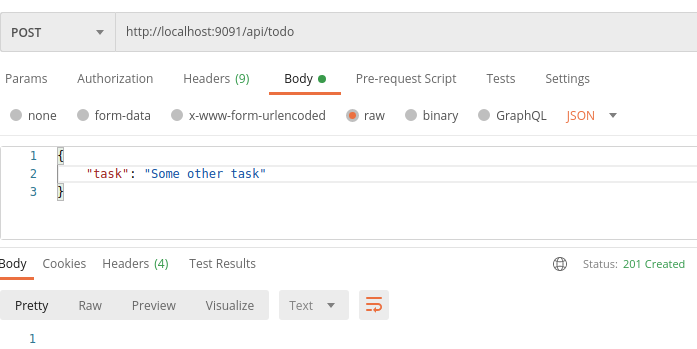 POST http://localhost:9091/api/todo
Params Authorization Headers (9) Body Pre-request Script Tests Settings
none form-data x-www-form-urlencoded raw binary GraphQL JSON
1 {
2 "task": "Some other task"
3 }
Body Cookies Headers (4) Test Results Status: 201 Created
Pretty Raw Preview Visualize Text
1